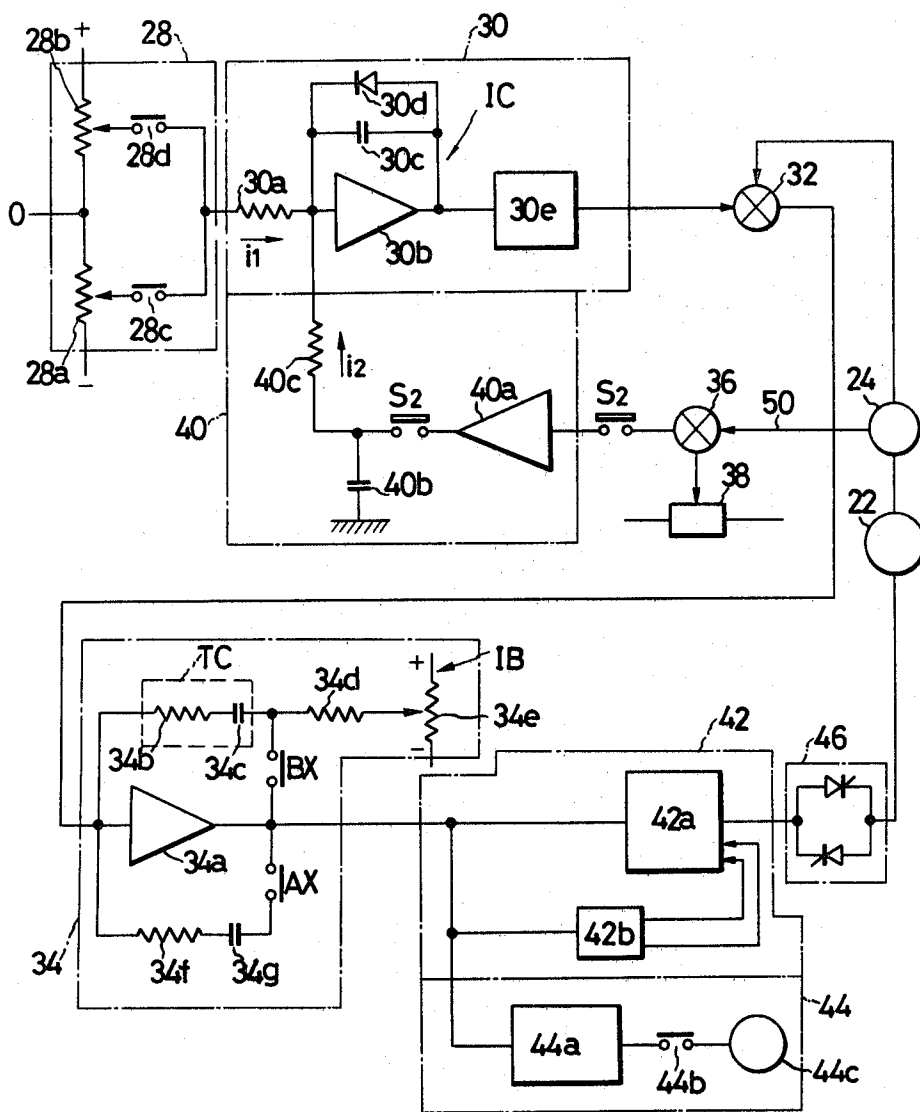 28b
+
28
30
30d
IC
28d
30c
30a
32
0
30e
30b
i1
28c
28a
−
40c
i2
40a
S2
S2
36
50
24
40
40b
38
22
TC
+
IB
34d
34e
34b
34c
−
42
BX
46
42a
34a
AX
42b
34
34f
34g
44
44a
44b
44c